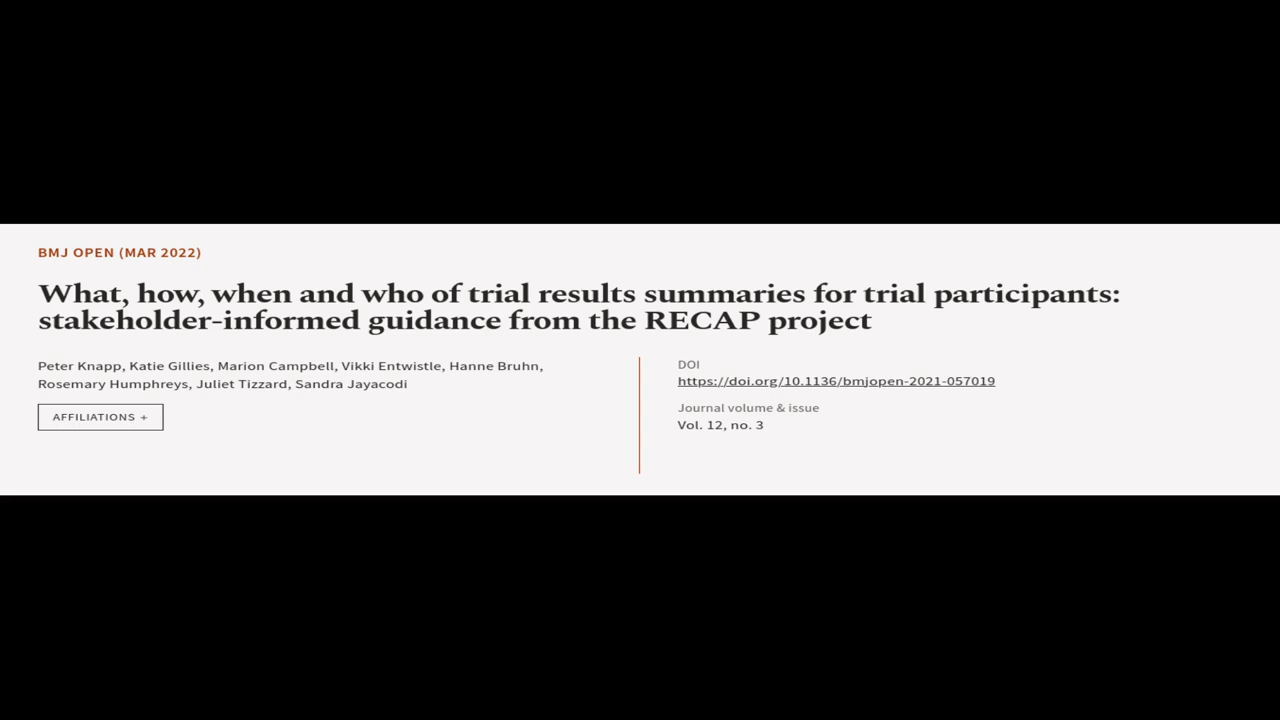 BMJ OPEN (MAR 2022)
What, how, when and who of trial results summaries for trial participants:
stakeholder-informed guidance from the RECAP project
Peter Knapp, Katie Gillies, Marion Campbell, Vikki Entwistle, Hanne Bruhn,
Rosemary Humphreys, Juliet Tizzard, Sandra Jayacodi
AFFILIATIONS +
DOI
https://doi.org/10.1136/bmjopen-2021-057019
Journal volume & issue
Vol. 12, no. 3